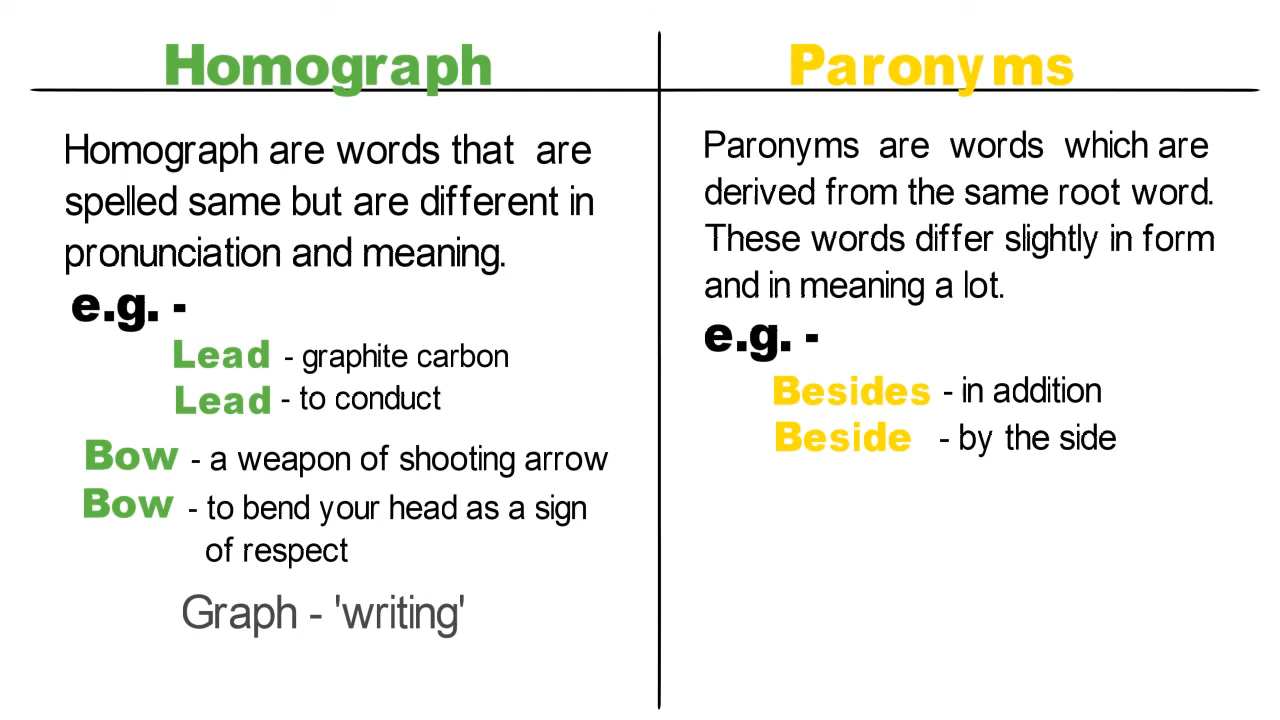 Homograph
Homograph are words that are
spelled same but are different in
pronunciation and meaning.
e.g. -
Lead - graphite carbon
Lead - to conduct
Bow - a weapon of shooting arrow
Bow - to bend your head as a sign
of respect
Graph - 'writing'
Paronyms
Paronyms are words which are
derived from the same root word.
These words differ slightly in form
and in meaning a lot.
e.g. -
Besides - in addition
Beside - by the side